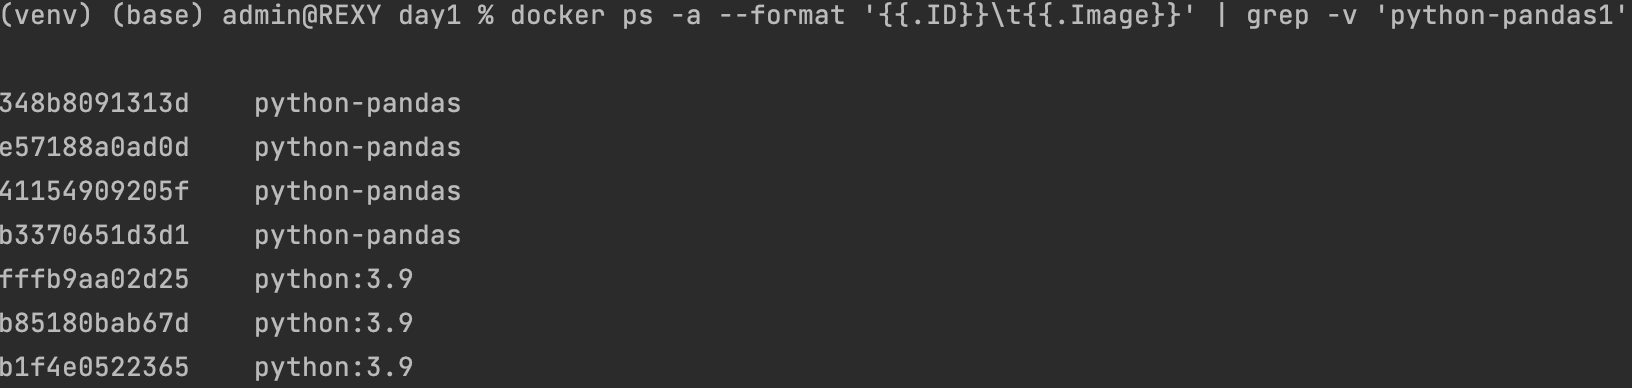 (venv) (base) admin@REXY day1 % docker ps -a --format '{{.ID}}\t{{.Image}}' | grep -v 'python-pandas1'
348b8091313d    python-pandas
e57188a0ad0d    python-pandas
41154909205f    python-pandas
b3370651d3d1    python-pandas
fffb9aa02d25    python:3.9
b85180bab67d    python:3.9
b1f4e0522365    python:3.9